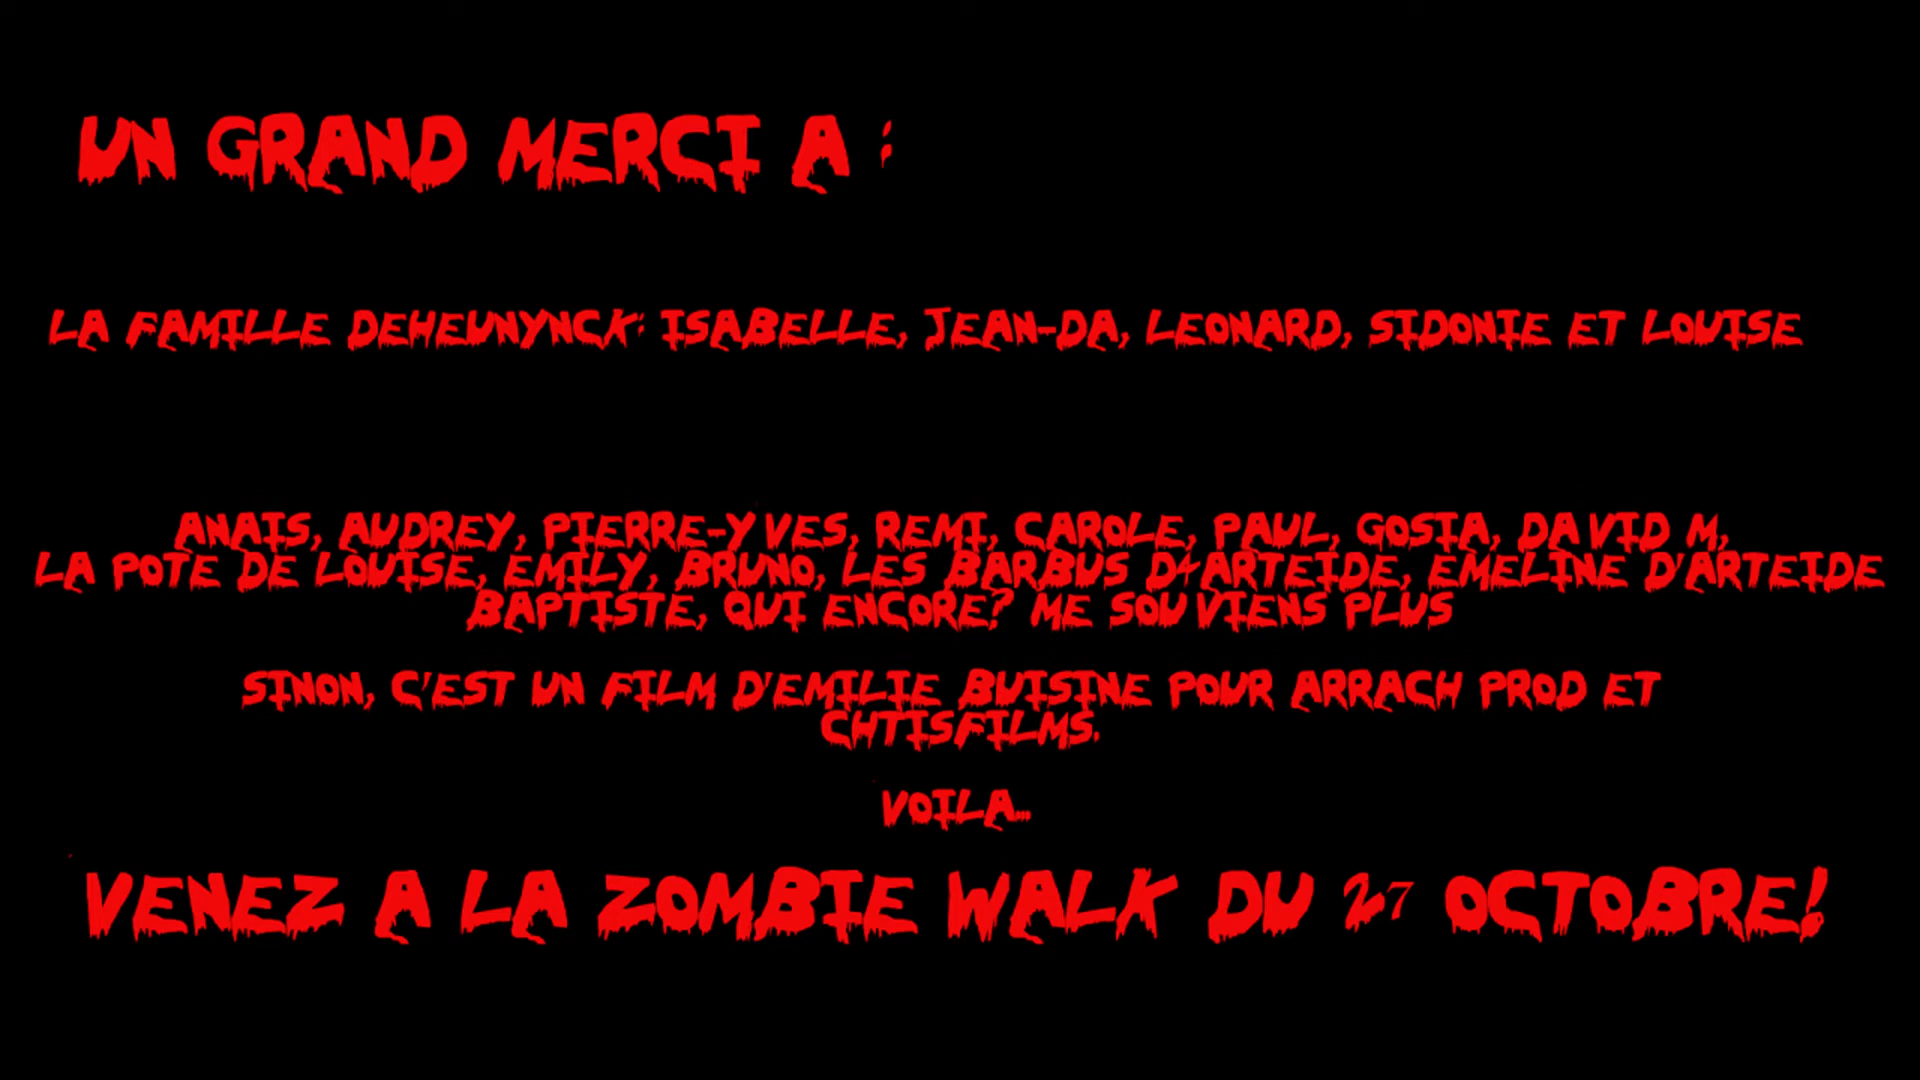 UN GRAND MERCI A :
LA FAMILLE DEHEUNYNCK: ISABELLE, JEAN-DA, LEONARD, SIDONIE ET LOUISE
ANAIS, AUDREY, PIERRE-YVES, REMI, CAROLE, PAUL, GOSIA, DAVID M,
LA POTE DE LOUISE, EMILY, BRUNO, LES BARBUS D'ARTEIDE, EMELINE D'ARTEIDE
BAPTISTE, QUI ENCORE? ME SOUVIENS PLUS
SINON, C'EST UN FILM D'EMILIE BUISINE POUR ARRACH PROD ET
CHTISFILMS.
VOILA...
VENEZ A LA ZOMBIE WALK DU 27 OCTOBRE!